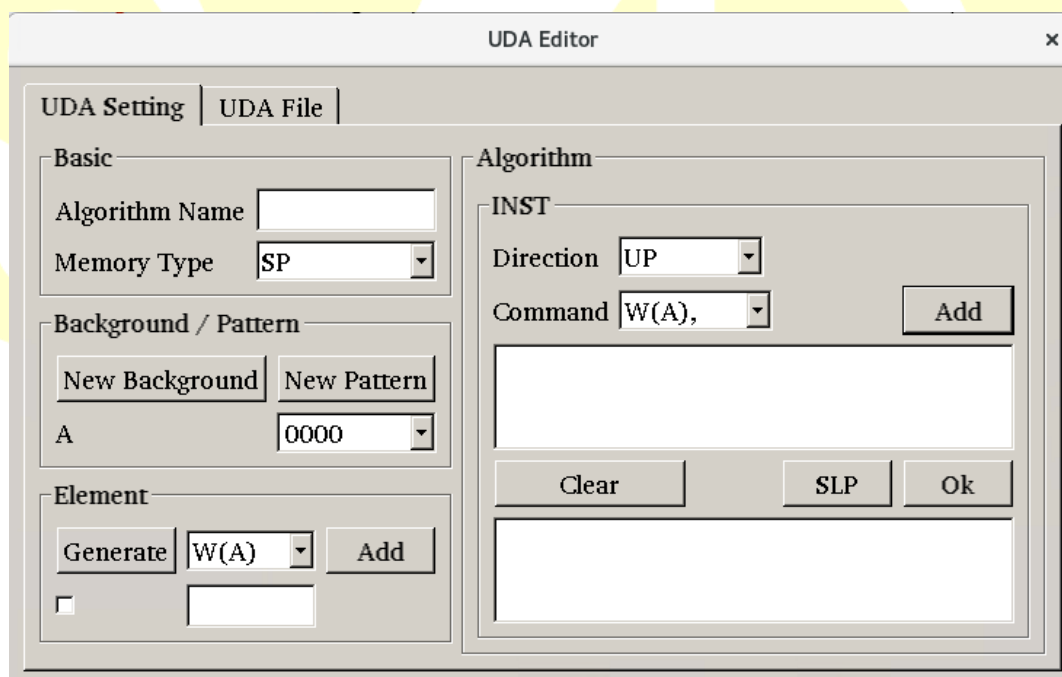 UDA Editor
×
UDA Setting
UDA File
Basic
Algorithm Name
Memory Type SP
Background / Pattern
New Background New Pattern
A 0000
Element
Generate W(A) Add
Algorithm
INST
Direction UP
Command W(A), Add
Clear SLP Ok